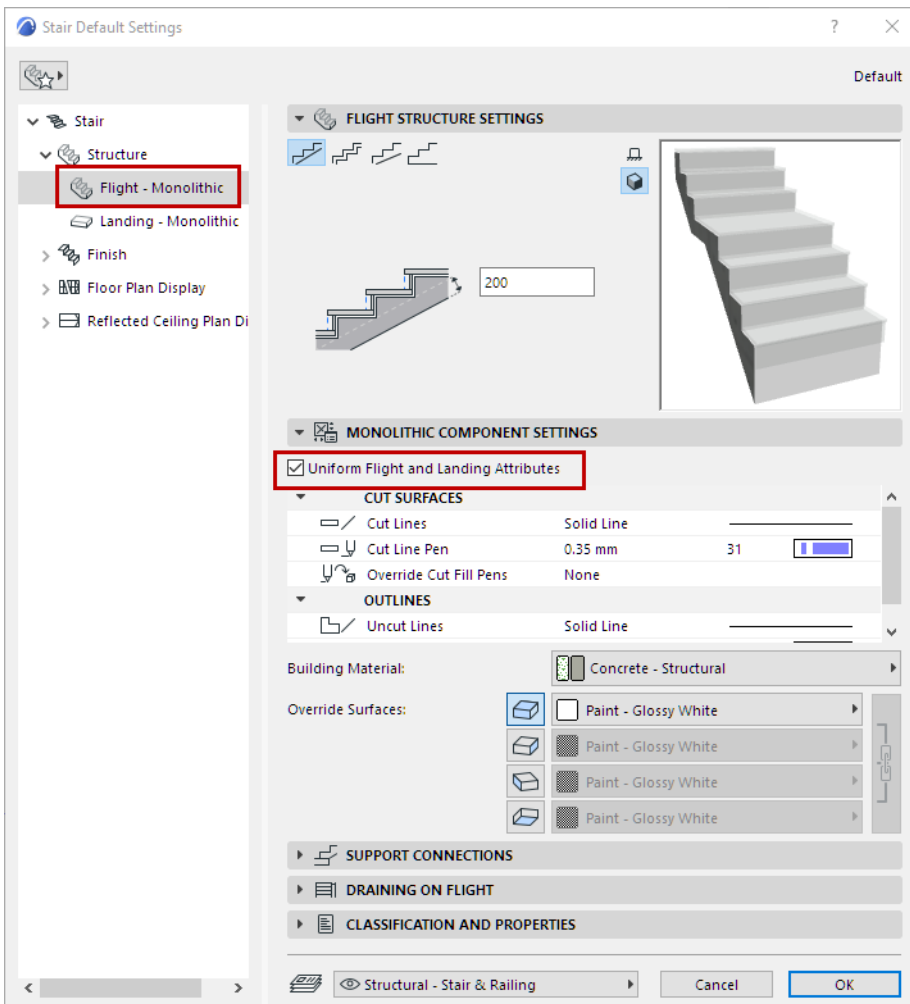 Stair Default Settings
?
Default
Stair
Structure
Flight - Monolithic
Landing - Monolithic
Finish
Floor Plan Display
Reflected Ceiling Plan Di
FLIGHT STRUCTURE SETTINGS
200
MONOLITHIC COMPONENT SETTINGS
Uniform Flight and Landing Attributes
CUT SURFACES
Cut Lines Solid Line
Cut Line Pen 0.35 mm 31
Override Cut Fill Pens None
OUTLINES
Uncut Lines Solid Line
Building Material: Concrete - Structural
Override Surfaces: Paint - Glossy White
Paint - Glossy White
Paint - Glossy White
Paint - Glossy White
SUPPORT CONNECTIONS
DRAINING ON FLIGHT
CLASSIFICATION AND PROPERTIES
Structural - Stair & Railing Cancel OK